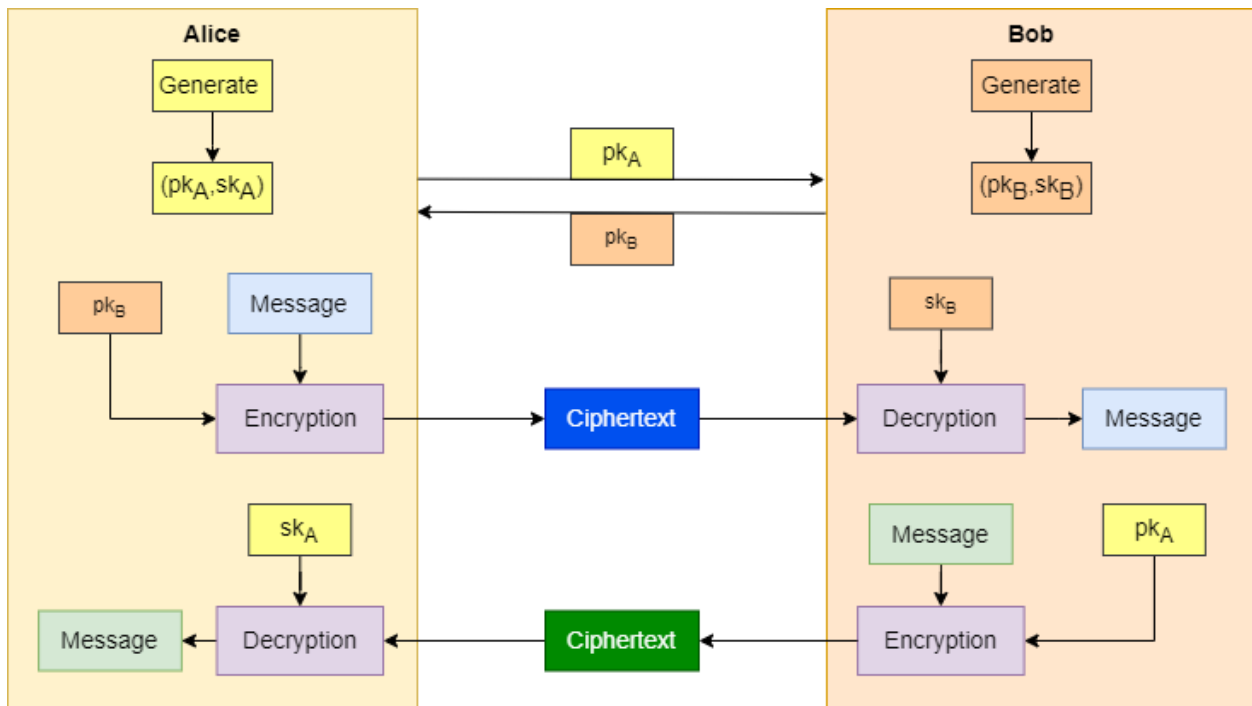 Alice
Bob
Generate
Generate
pkA
(pkA,skA)
(pkB,skB)
pkB
pkB
Message
skB
Encryption
Ciphertext
Decryption
Message
skA
Message
pkA
Message
Decryption
Ciphertext
Encryption